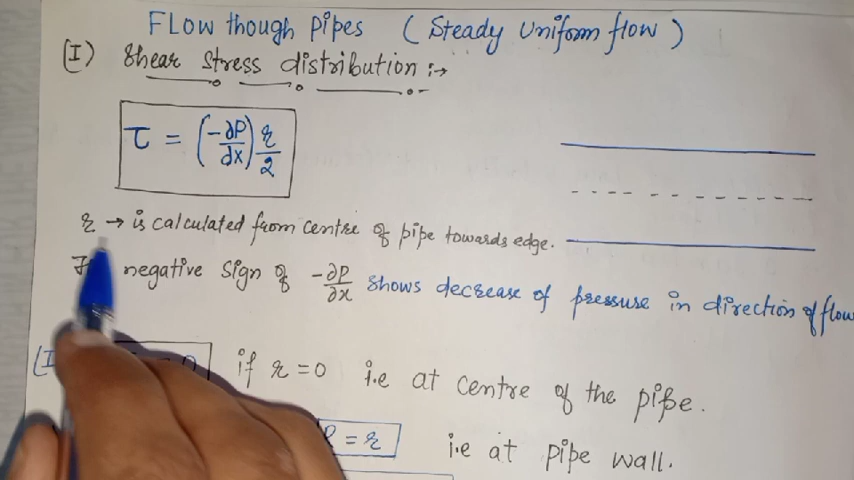 Flow though pipes (Steady Uniform flow)
(I) Shear Stress distribution :→
τ = (-∂P/∂x) r/2
r → is calculated from centre of pipe towards edge.
negative Sign of -∂P/∂x shows decrease of pressure in direction of flow
if r = 0 i.e at centre of the pipe.
= r i.e at pipe wall.